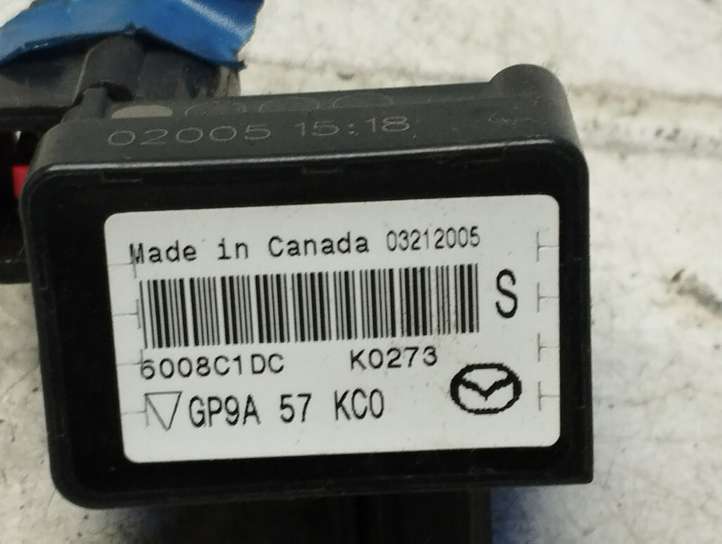 02005 15:18
Made in Canada 03212005
S
6008C1DC K0273
GP9A 57 KC0